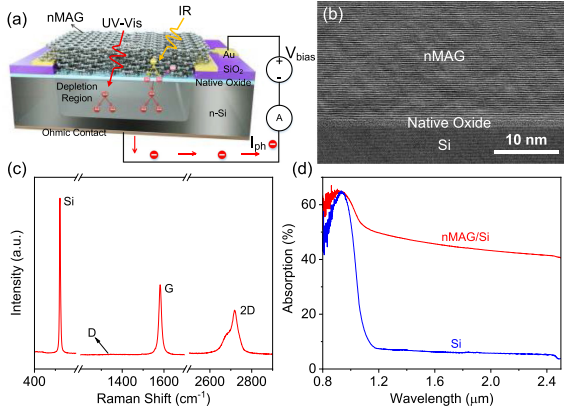 (a)
nMAG
UV-Vis
IR
Au
SiO₂
Native Oxide
Depletion
Region
n-Si
Ohmic Contact
V_bias
+
-
A
I_ph
(b)
nMAG
Native Oxide
Si
10 nm
(c)
Si
D
G
2D
Intensity (a.u.)
400 1400 1600 2600 2800
Raman Shift (cm⁻¹)
(d)
60
40
20
0
nMAG/Si
Si
Absorption (%)
0.8 1.2 1.6 2.0 2.4
Wavelength (μm)